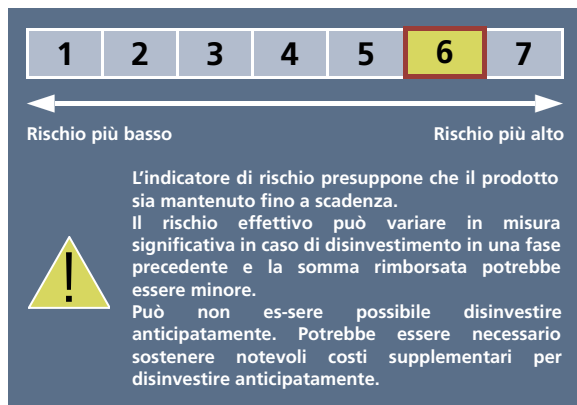 1 2 3 4 5 6 7
Rischio più basso Rischio più alto
L'indicatore di rischio presuppone che il prodotto
sia mantenuto fino a scadenza.
Il rischio effettivo può variare in misura
significativa in caso di disinvestimento in una fase
precedente e la somma rimborsata potrebbe
essere minore.
Può non es-sere possibile disinvestire
anticipatamente. Potrebbe essere necessario
sostenere notevoli costi supplementari per
disinvestire anticipatamente.
!